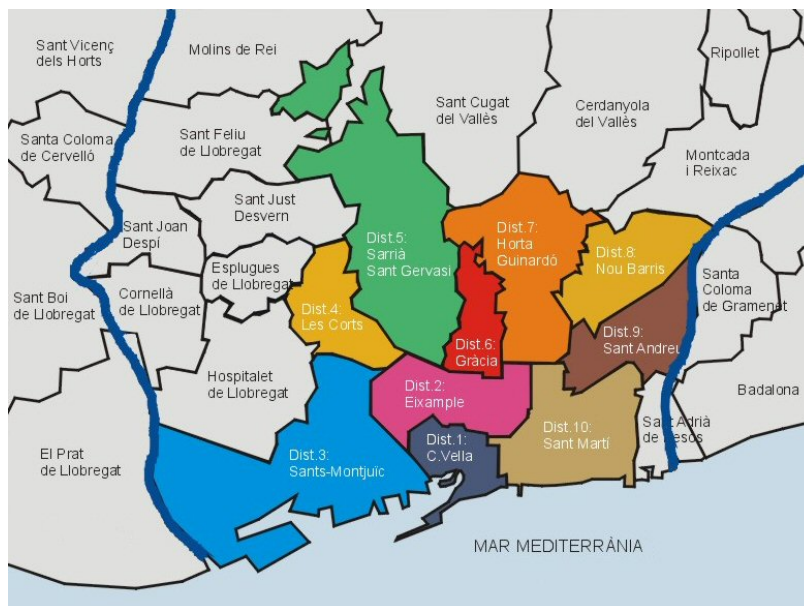 Sant Vicenç
dels Horts
Molins de Rei
Ripollet
Sant Cugat
del Vallès
Cerdanyola
del Vallès
Santa Coloma
de Cervelló
Sant Feliu
de Llobregat
Montcada
i Reixac
Sant Just
Desvern
Sant Joan
Despí
Dist.5:
Sarrià
Sant Gervasi
Dist.7:
Horta
Guinardó
Dist.8:
Nou Barris
Esplugues
de Llobregat
Santa
Coloma
de Gramenet
Sant Boi
de Llobregat
Cornellà
de Llobregat
Dist.4:
Les Corts
Dist.6:
Gràcia
Dist.9:
Sant Andreu
Hospitalet
de Llobregat
Dist.2:
Eixample
Badalona
El Prat
de Llobregat
Dist.3:
Sants-Montjuïc
Dist.1:
C.Vella
Dist.10:
Sant Martí
Sant Adrià
de Besòs
MAR MEDITERRÀNIA